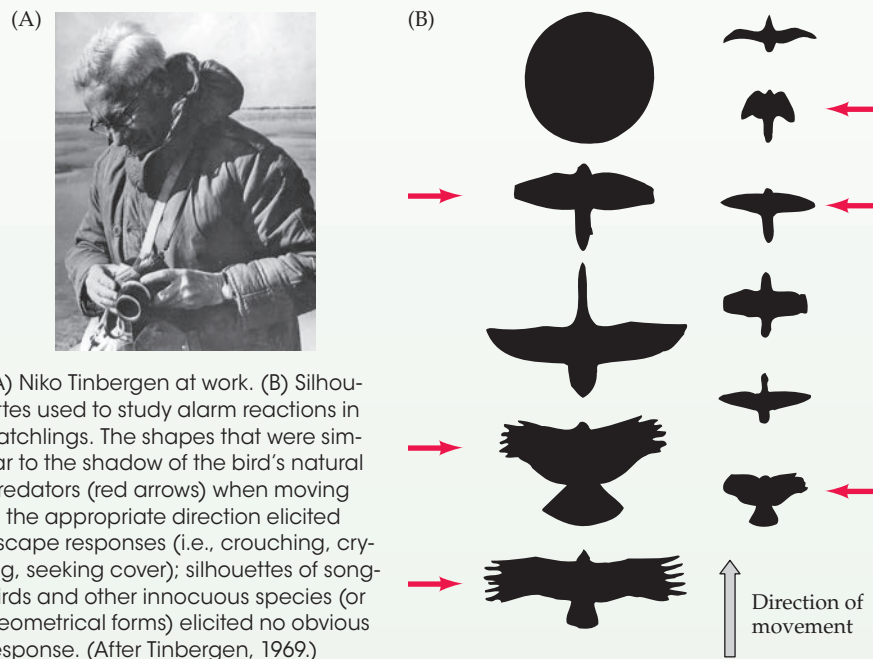 (A)
(B)
A) Niko Tinbergen at work. (B) Silhou-
ttes used to study alarm reactions in
atchlings. The shapes that were sim-
ar to the shadow of the bird's natural
redators (red arrows) when moving
the appropriate direction elicited
scape responses (i.e., crouching, cry-
g, seeking cover); silhouettes of song-
irds and other innocuous species (or
eometrical forms) elicited no obvious
esponse. (After Tinbergen, 1969.)
Direction of
movement